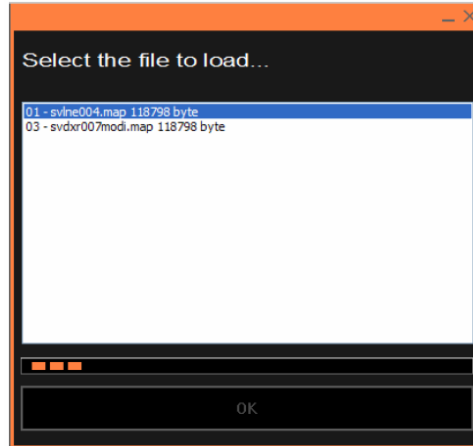 Select the file to load...
01 - svlne004.map 118798 byte
03 - svdxr007modi.map 118798 byte
OK